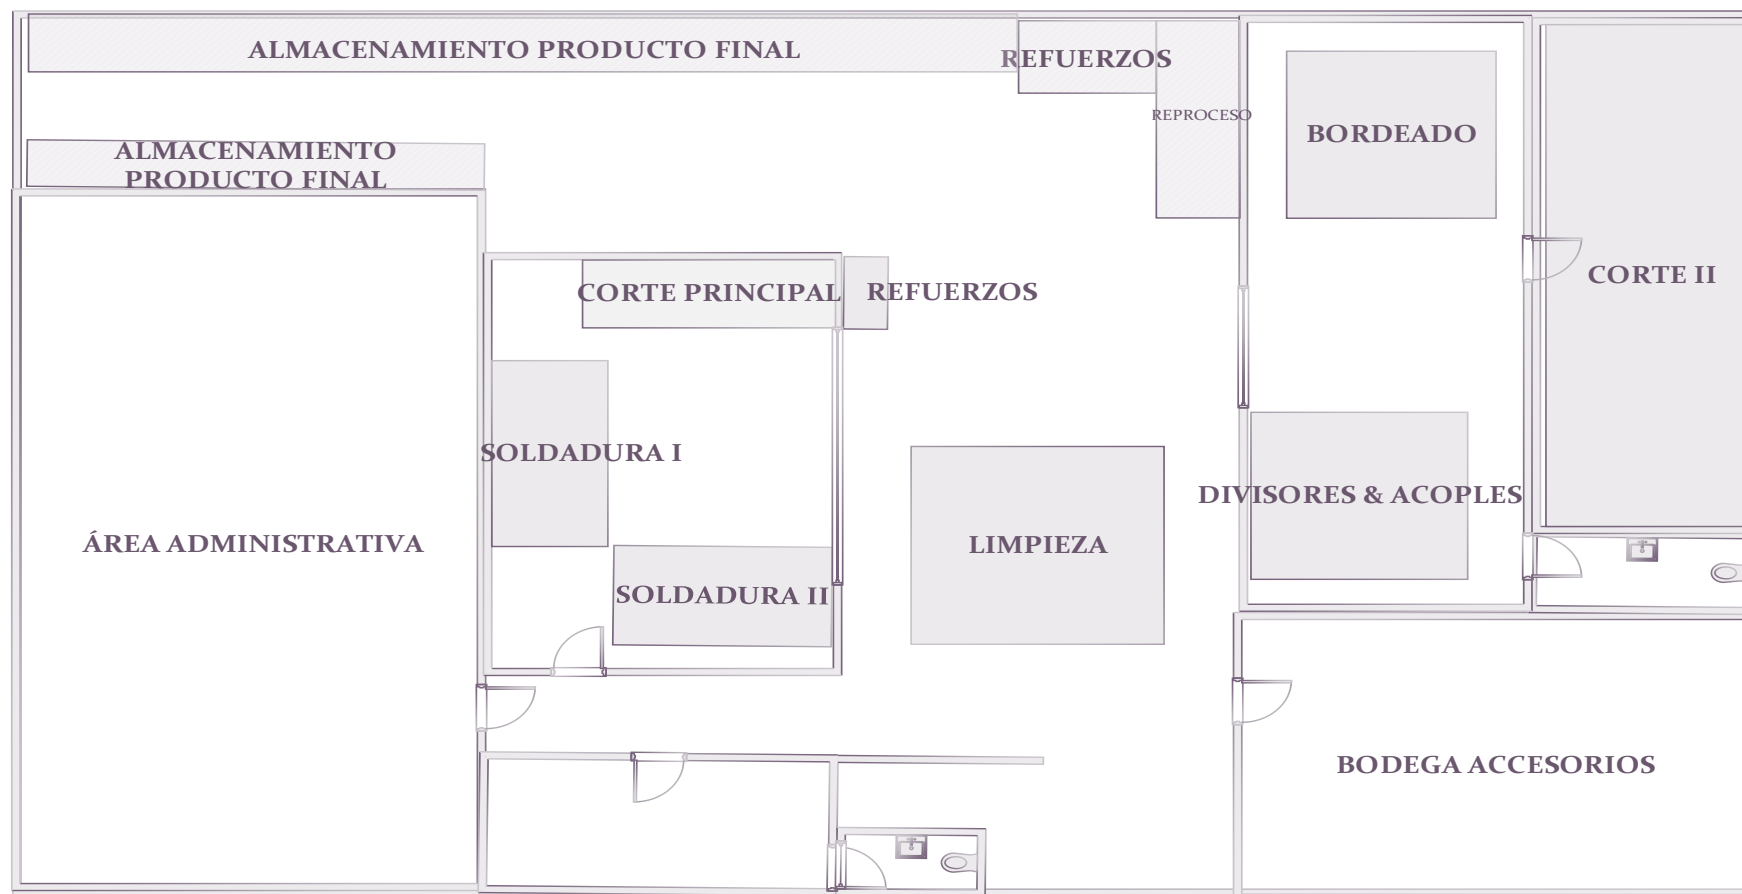 ALMACENAMIENTO PRODUCTO FINAL
REFUERZOS
REPROCESO
BORDEADO
ALMACENAMIENTO
PRODUCTO FINAL
CORTE II
CORTE PRINCIPAL
REFUERZOS
SOLDADURA I
DIVISORES & ACOPLES
ÁREA ADMINISTRATIVA
LIMPIEZA
SOLDADURA II
BODEGA ACCESORIOS